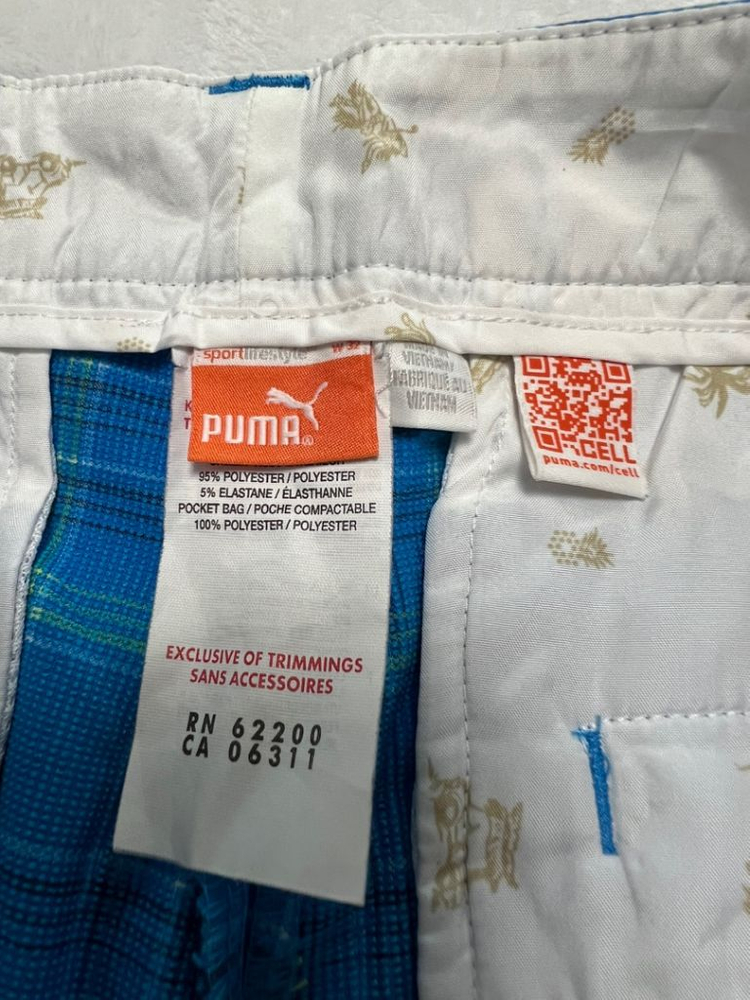 sportlifestyle W 32
PUMA
95% POLYESTER / POLYESTER
5% ELASTANE / ÉLASTHANNE
POCKET BAG / POCHE COMPACTABLE
100% POLYESTER / POLYESTER
EXCLUSIVE OF TRIMMINGS
SANS ACCESSOIRES
RN 62200
CA 06311
VIETNAM
FABRIQUE AU
VIETNAM
CELL
puma.com/cell